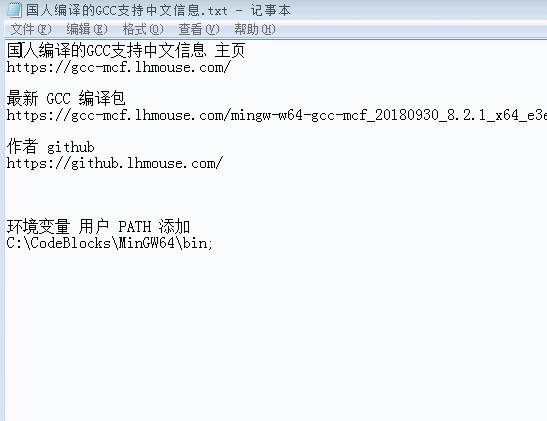 国人编译的GCC支持中文信息.txt - 记事本
文件(F) 编辑(E) 格式(O) 查看(V) 帮助(H)
国人编译的GCC支持中文信息 主页
https://gcc-mcf.lhmouse.com/
最新 GCC 编译包
https://gcc-mcf.lhmouse.com/mingw-w64-gcc-mcf_20180930_8.2.1_x64_e3e
作者 github
https://github.lhmouse.com/
环境变量 用户 PATH 添加
C:\CodeBlocks\MinGW64\bin;